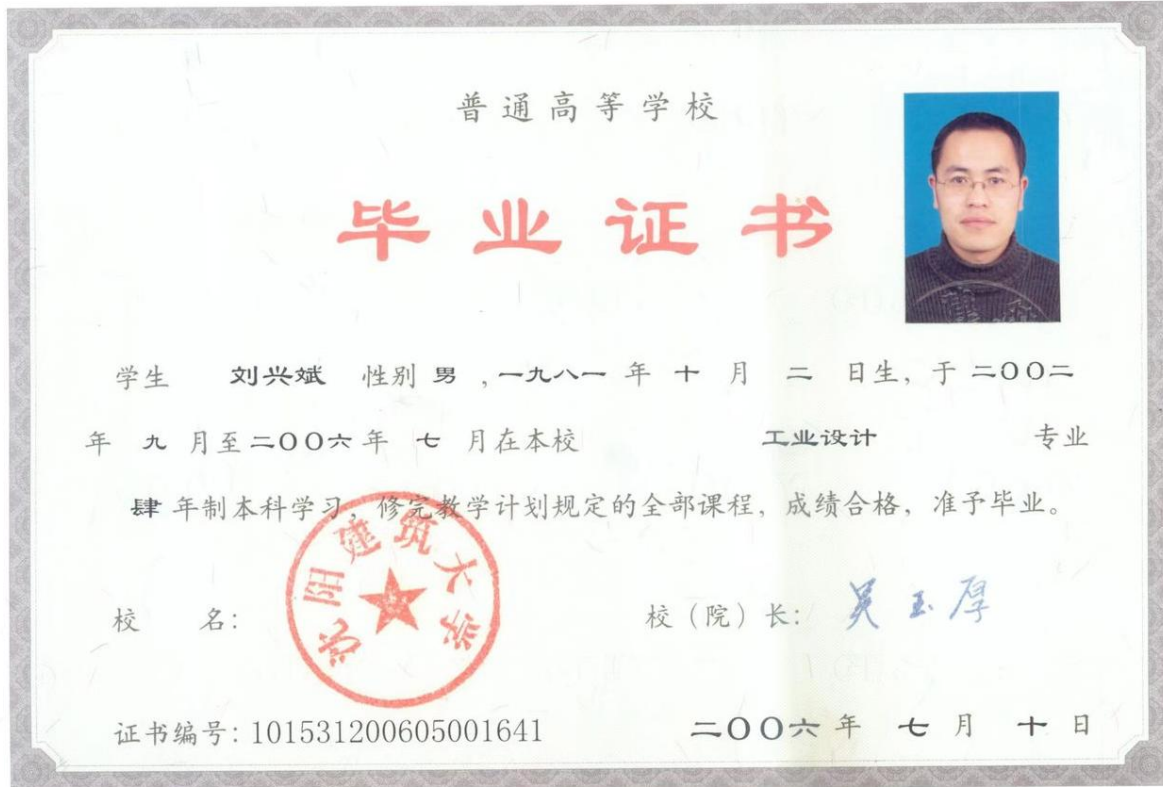 普通高等学校
毕业证书
学生 刘兴斌 性别 男 ,一九八一 年 十 月 二 日生, 于 二〇〇二
年 九 月至二〇〇六年 七 月在本校 工业设计 专业
肆 年制本科学习, 修完教学计划规定的全部课程, 成绩合格, 准予毕业。
沈阳建筑大学
校 名: 校 (院) 长: 吴玉厚
证书编号: 101531200605001641 二〇〇六 年 七 月 十 日